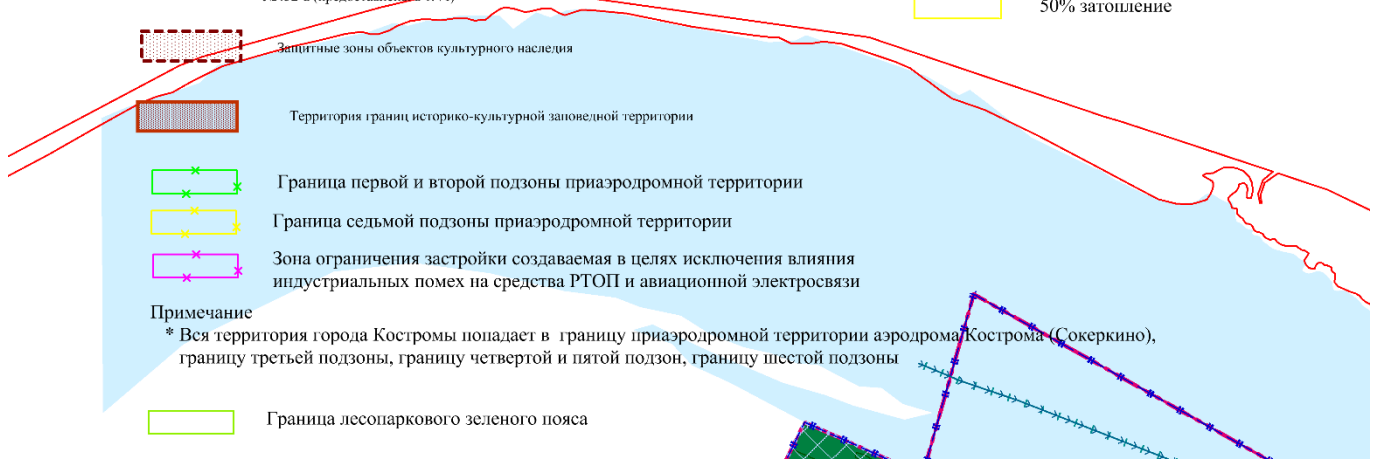 50% затопление
Защитные зоны объектов культурного наследия
Территория границ историко-культурной заповедной территории
Граница первой и второй подзоны приаэродромной территории
Граница седьмой подзоны приаэродромной территории
Зона ограничения застройки создаваемая в целях исключения влияния
индустриальных помех на средства РТОП и авиационной электросвязи
Примечание
* Вся территория города Костромы попадает в границу приаэродромной территории аэродрома Кострома (Сокеркино),
границу третьей подзоны, границу четвертой и пятой подзон, границу шестой подзоны
Граница лесопаркового зеленого пояса